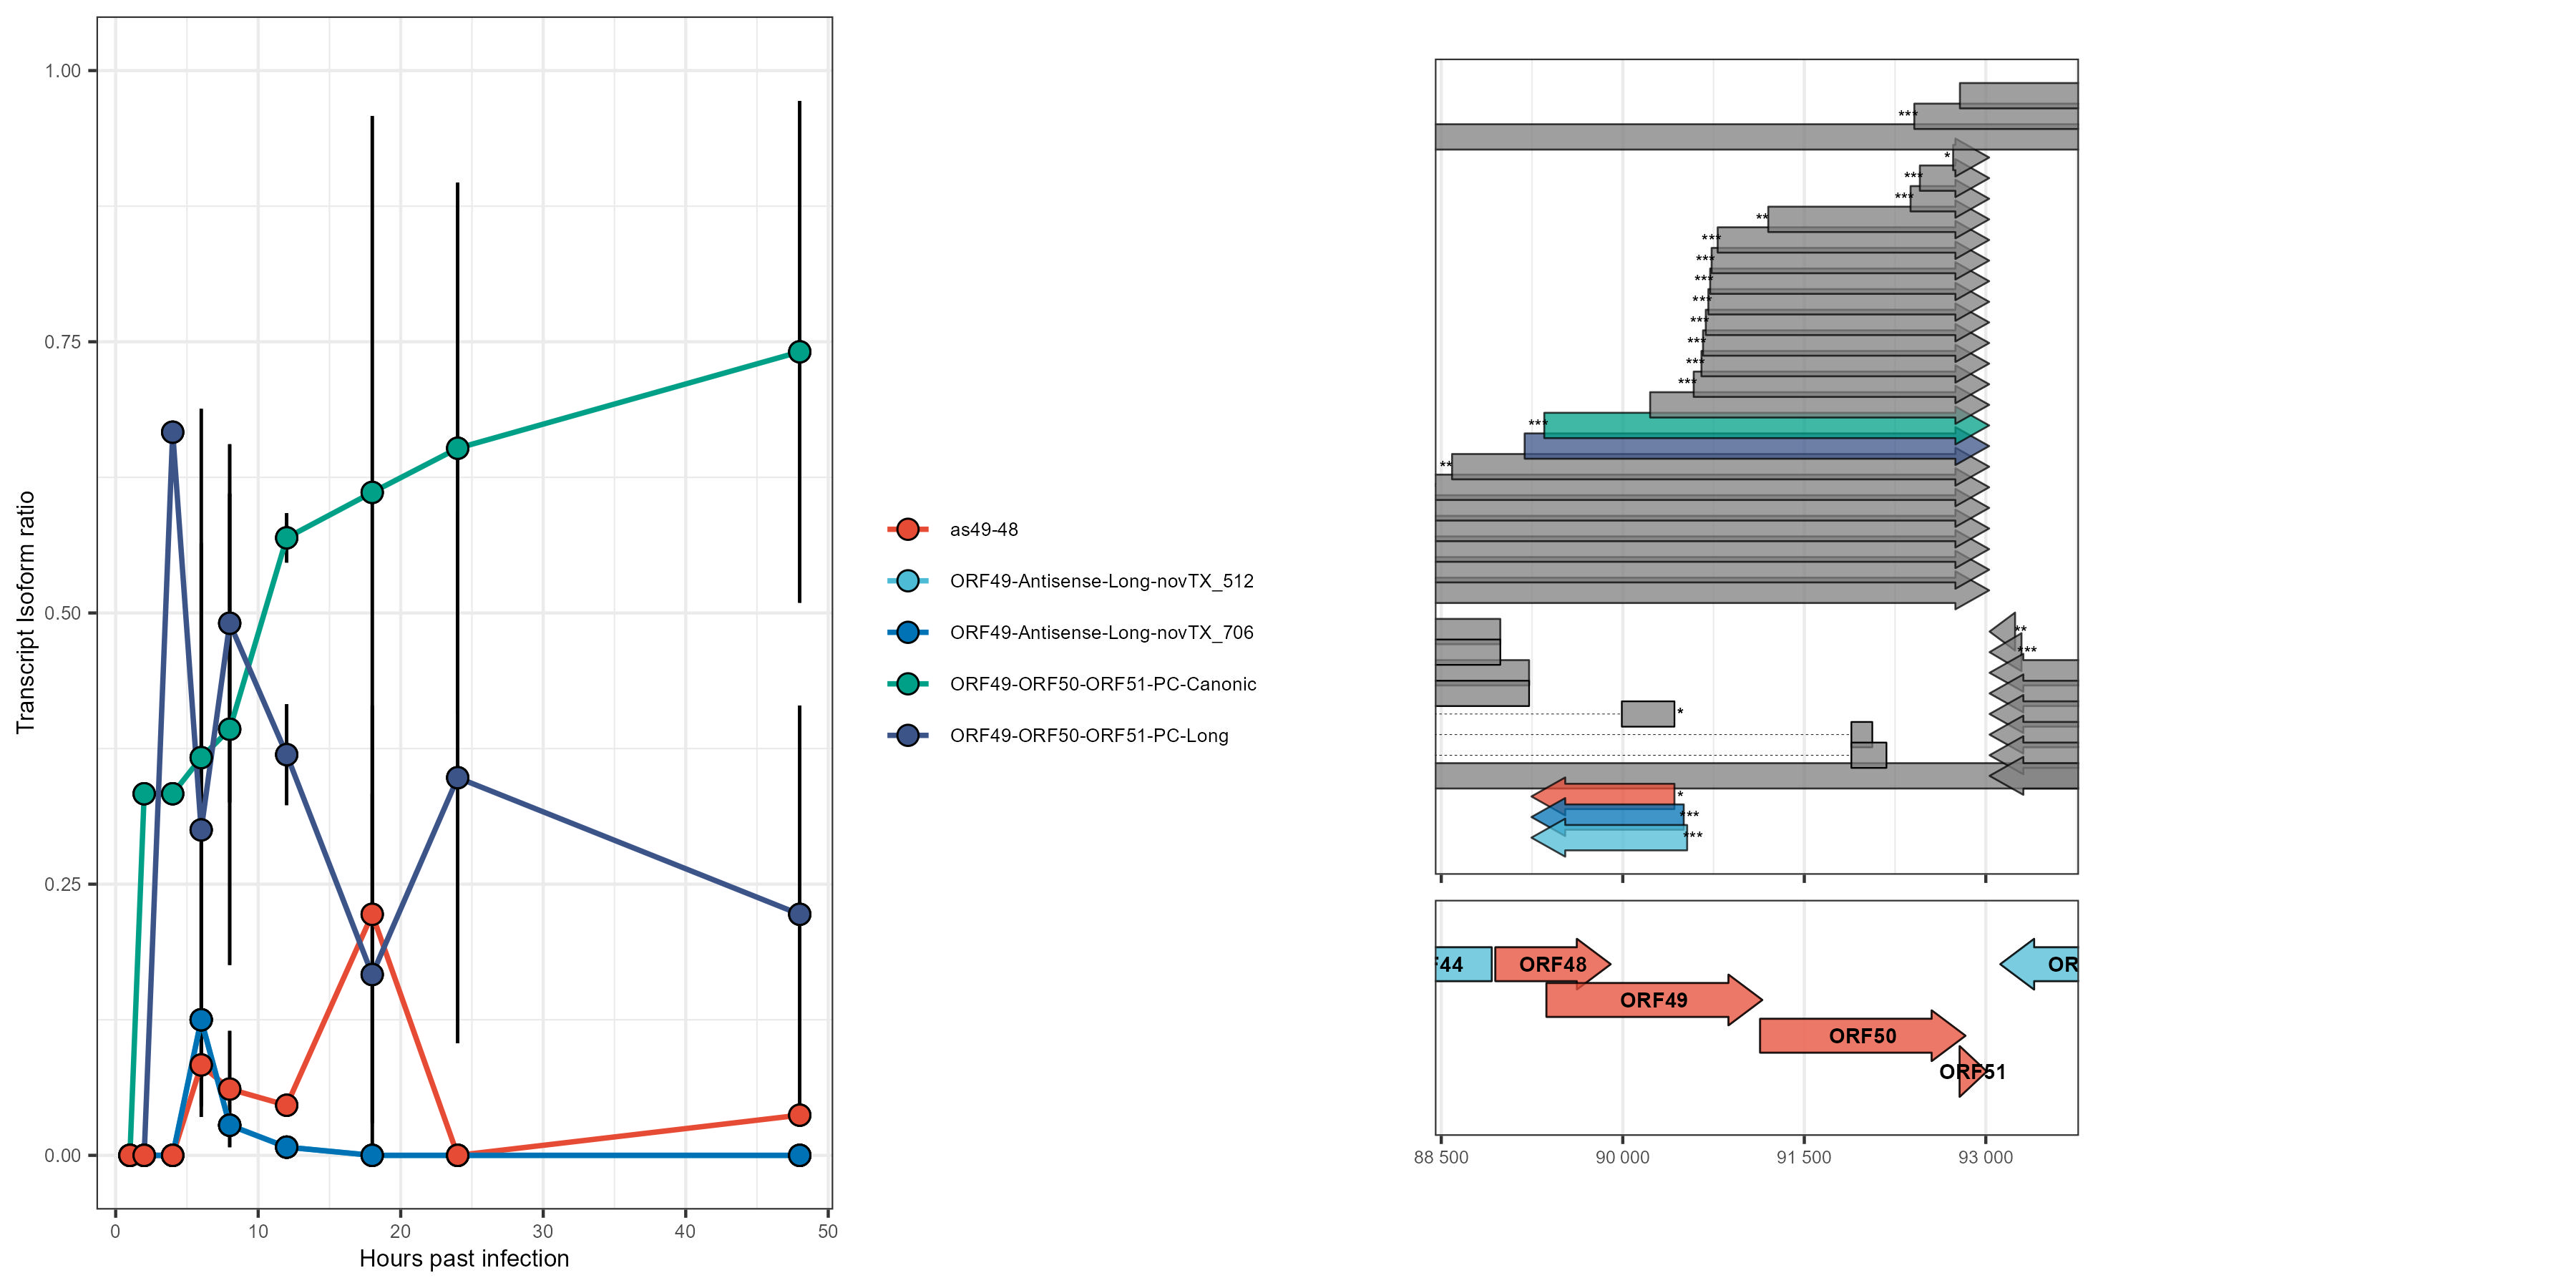 1.00
0.75
0.50
0.25
0.00
Transcript Isoform ratio
0 10 20 30 40 50
Hours past infection
as49-48
ORF49-Antisense-Long-novTX_512
ORF49-Antisense-Long-novTX_706
ORF49-ORF50-ORF51-PC-Canonic
ORF49-ORF50-ORF51-PC-Long
***
*
***
***
**
***
***
***
***
***
***
***
***
***
**
**
***
*
*
***
***
F44 ORF48 OR
ORF49
ORF50
ORF51
88 500 90 000 91 500 93 000